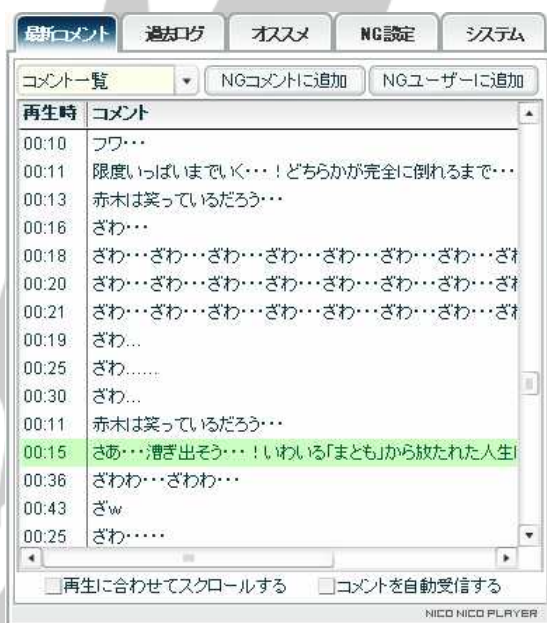 最新コメント 過去ログ オススメ NG設定 システム
コメント一覧 NGコメントに追加 NGユーザーに追加
再生時 コメント
00:10 フワ・・・
00:11 限度いっぱいまでいく・・・！どちらかが完全に倒れるまで・・・
00:13 赤木は笑っているだろう・・・
00:16 ざわ・・・
00:18 ざわ・・・ざわ・・・ざわ・・・ざわ・・・ざわ・・・ざわ・・・ざわ・・・ざわ
00:20 ざわ・・・ざわ・・・ざわ・・・ざわ・・・ざわ・・・ざわ・・・ざわ・・・ざわ
00:21 ざわ・・・ざわ・・・ざわ・・・ざわ・・・ざわ・・・ざわ・・・ざわ・・・ざわ
00:19 ざわ...
00:25 ざわ......
00:30 ざわ...
00:11 赤木は笑っているだろう・・・
00:15 さあ・・・漕ぎ出そう・・・！いわいる「まとも」から放たれた人生
00:36 ざわわ・・・ざわわ・・・
00:43 ざw
00:25 ざわ・・・・・
再生に合わせてスクロールする コメントを自動受信する
NICO NICO PLAYER